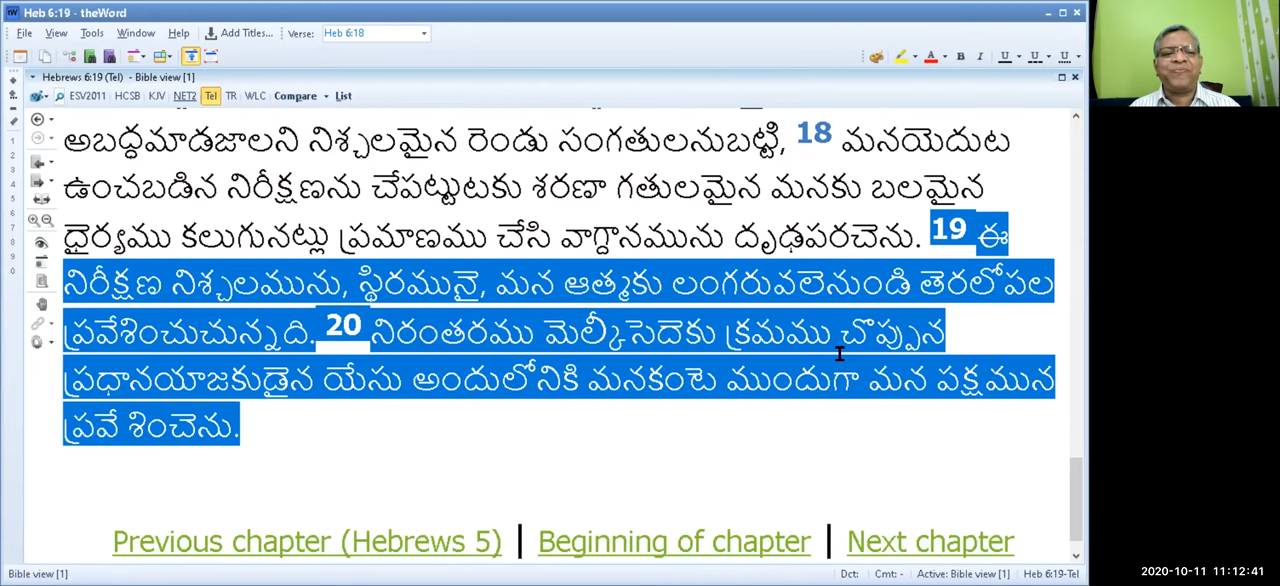 Heb 6:19 - theWord
File View Tools Window Help Add Titles... Verse: Heb 6:18
Hebrews 6:19 (Tel) - Bible view [1]
ESV2011 HCSB KJV NET2 Tel TR WLC Compare List
అబద్ధమాడజాలని నిశ్చలమైన రెండు సంగతులనుబట్టి, 18 మనయెదుట
ఉంచబడిన నిరీక్షణను చేపట్టుటకు శరణా గతులమైన మనకు బలమైన
ధైర్యము కలుగునట్లు ప్రమాణము చేసి వాగ్దానమును దృఢపరచెను. 19 ఈ
నిరీక్షణ నిశ్చలమును, స్థిరమునై, మన ఆత్మకు లంగరువలెనుండి తెరలోపల
ప్రవేశించుచున్నది. 20 నిరంతరము మెల్కీసెదెకు క్రమము చొప్పున
ప్రధానయాజకుడైన యేసు అందులోనికి మనకంటె ముందుగా మన పక్షమున
ప్రవే శించెను.
Previous chapter (Hebrews 5) | Beginning of chapter | Next chapter
Bible view [1] Dct: Cmt: - Active: Bible view [1] Heb 6:19-Tel
2020-10-11 11:12:41